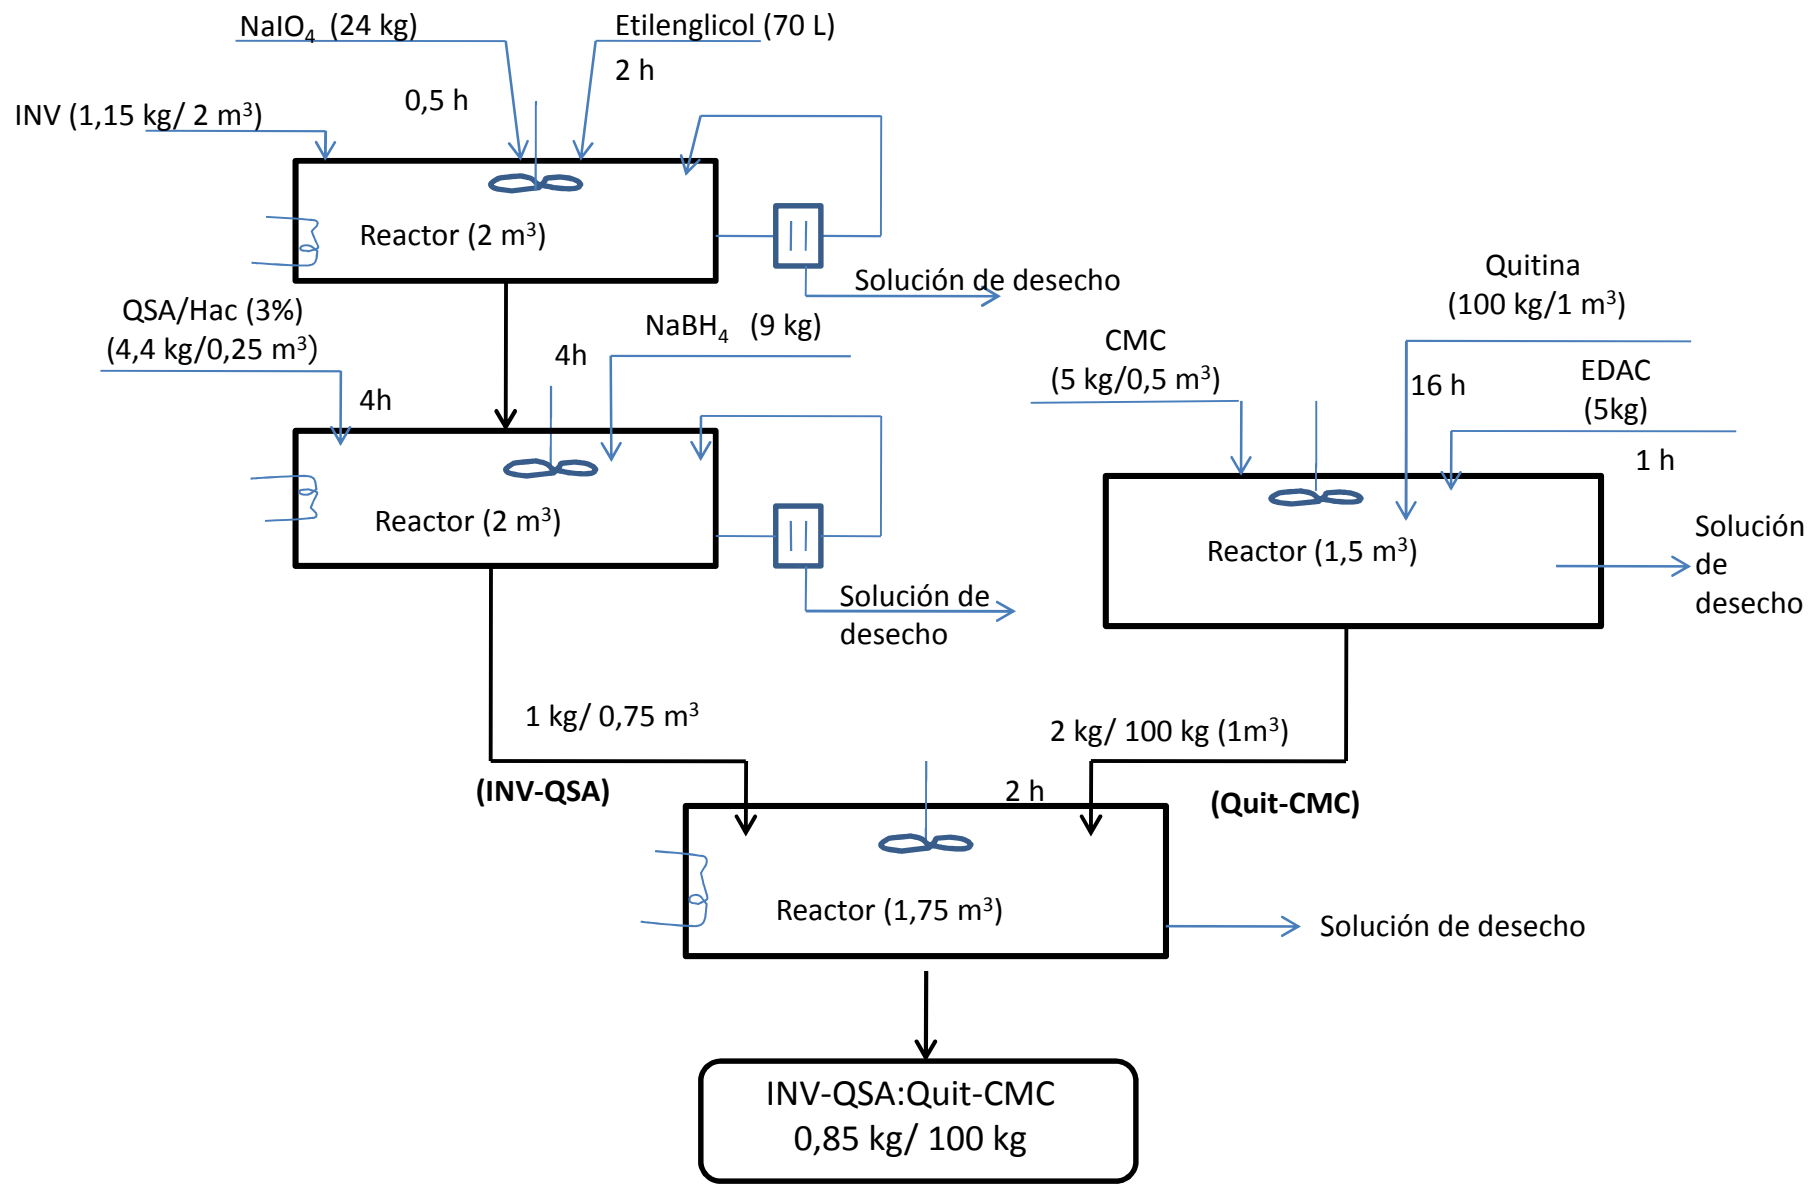 NaIO₄ (24 kg)
Etilenglicol (70 L)
2 h
0,5 h
INV (1,15 kg/ 2 m³)
Reactor (2 m³)
Solución de desecho
QSA/Hac (3%)
(4,4 kg/0,25 m³)
4h
4h
NaBH₄ (9 kg)
Reactor (2 m³)
Solución de
desecho
Quitina
(100 kg/1 m³)
CMC
(5 kg/0,5 m³)
16 h
EDAC
(5kg)
1 h
Reactor (1,5 m³)
Solución
de
desecho
1 kg/ 0,75 m³
(INV-QSA)
2 kg/ 100 kg (1m³)
(Quit-CMC)
2 h
Reactor (1,75 m³)
Solución de desecho
INV-QSA:Quit-CMC
0,85 kg/ 100 kg